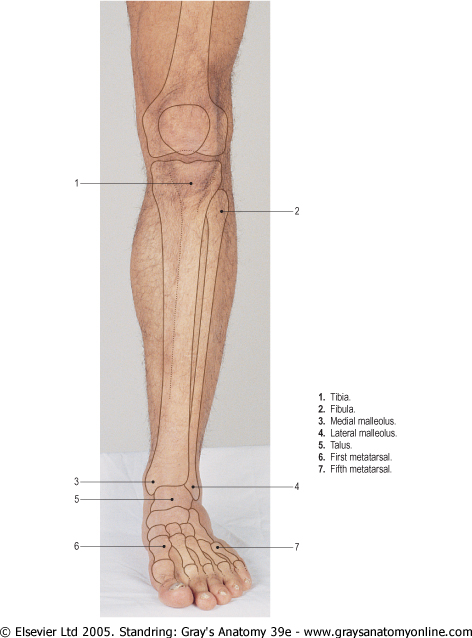 1
2
1. Tibia.
2. Fibula.
3. Medial malleolus.
4. Lateral malleolus.
5. Talus.
6. First metatarsal.
7. Fifth metatarsal.
3
4
5
6
7
© Elsevier Ltd 2005. Standring: Gray's Anatomy 39e - www.graysanatomyonline.com